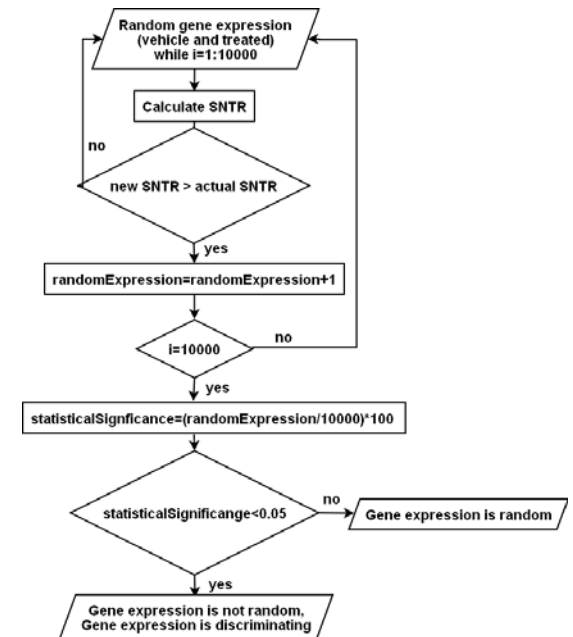 Random gene expression
(vehicle and treated)
while i=1:10000
Calculate SNTR
no
new SNTR > actual SNTR
yes
randomExpression=randomExpression+1
i=10000
no
yes
statisticalSignficance=(randomExpression/10000)*100
statisticalSignificange<0.05
no
Gene expression is random
yes
Gene expression is not random,
Gene expression is discriminating